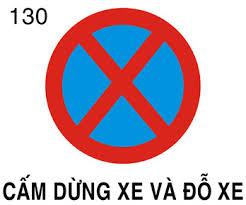 130
CẤM DỪNG XE VÀ ĐỖ XE